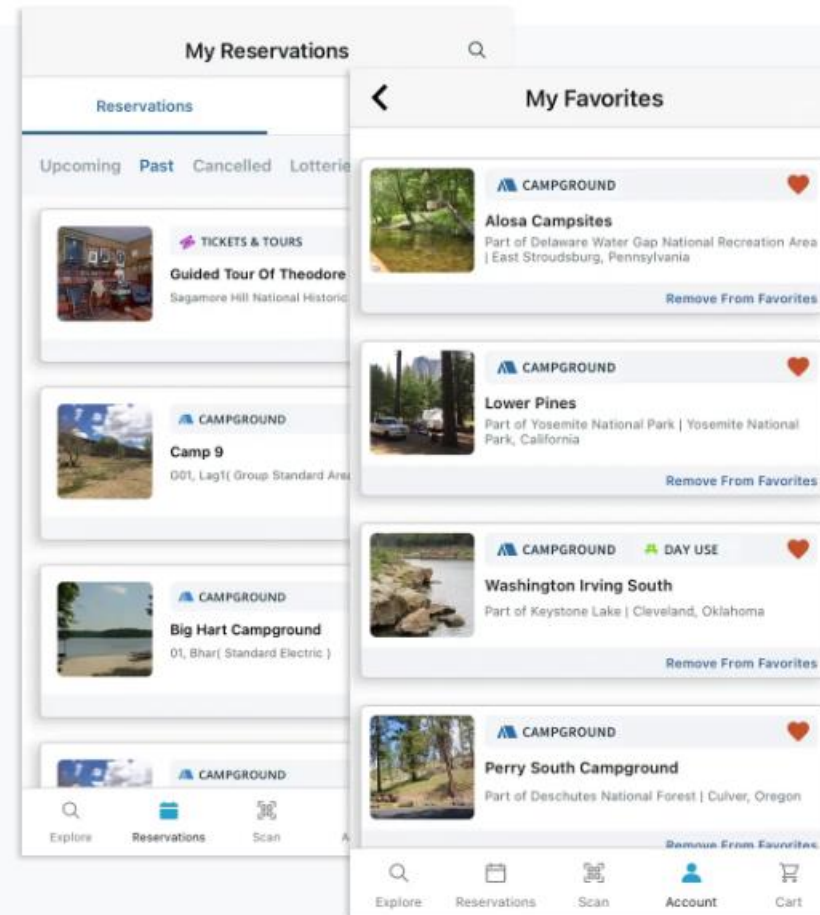 My Reservations
Reservations
Upcoming Past Cancelled Lotterie
TICKETS & TOURS
Guided Tour Of Theodore
Sagamore Hill National Historic
CAMPGROUND
Camp 9
G01, Lag1( Group Standard Area
CAMPGROUND
Big Hart Campground
01, Bhar( Standard Electric )
CAMPGROUND
Explore Reservations Scan A
My Favorites
CAMPGROUND
Alosa Campsites
Part of Delaware Water Gap National Recreation Area
| East Stroudsburg, Pennsylvania
Remove From Favorites
CAMPGROUND
Lower Pines
Part of Yosemite National Park | Yosemite National
Park, California
Remove From Favorites
CAMPGROUND DAY USE
Washington Irving South
Part of Keystone Lake | Cleveland, Oklahoma
Remove From Favorites
CAMPGROUND
Perry South Campground
Part of Deschutes National Forest | Culver, Oregon
Remove From Favorites
Explore Reservations Scan Account Cart